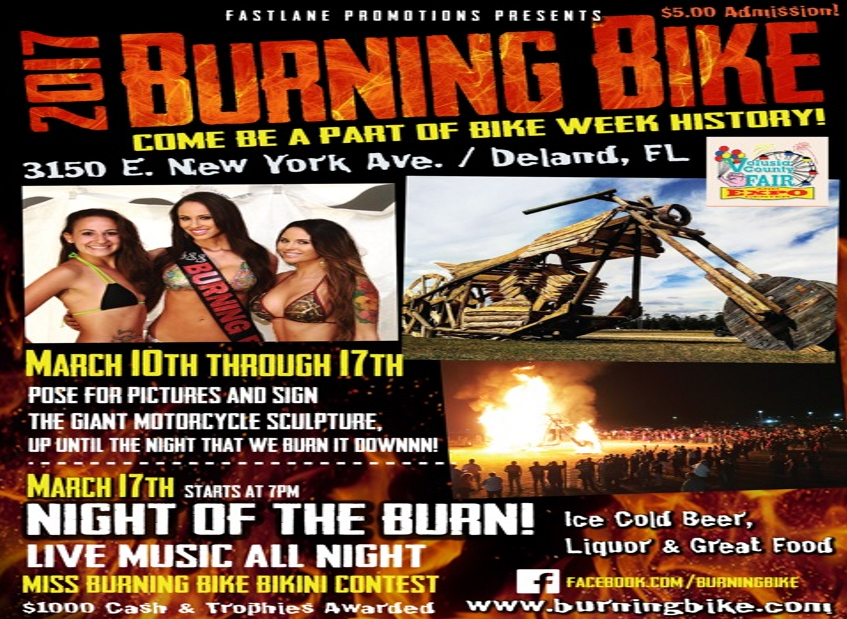 FASTLANE PROMOTIONS PRESENTS
$5.00 Admission!
2017
BURNING BIKE
COME BE A PART OF BIKE WEEK HISTORY!
3150 E. New York Ave. / Deland, FL
Volusia
County
FAIR
EXPO
CENTER
BURNING
MARCH 10TH THROUGH 17TH
POSE FOR PICTURES AND SIGN
THE GIANT MOTORCYCLE SCULPTURE,
UP UNTIL THE NIGHT THAT WE BURN IT DOWNNN!
MARCH 17TH STARTS AT 7PM
NIGHT OF THE BURN!
LIVE MUSIC ALL NIGHT
MISS BURNING BIKE BIKINI CONTEST
$1000 Cash & Trophies Awarded
Ice Cold Beer,
Liquor & Great Food
f FACEBOOK.COM/BURNINGBIKE
www.burningbike.com